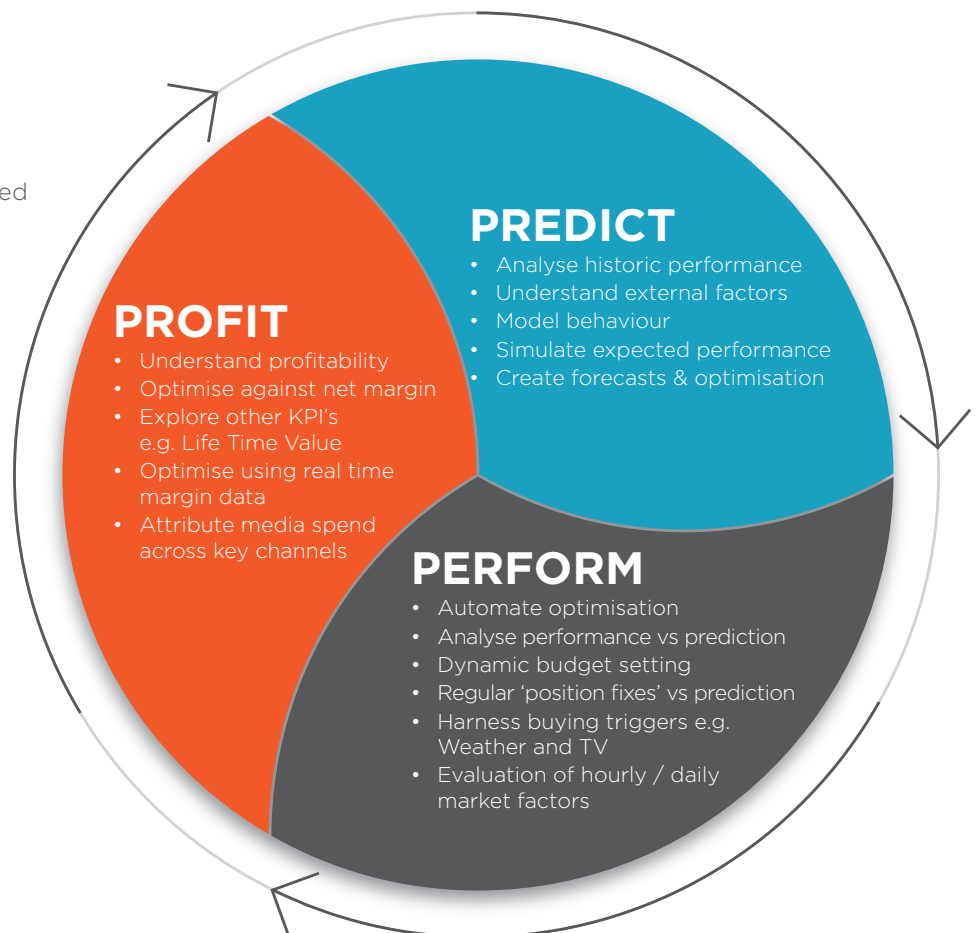 ed
PREDICT
• Analyse historic performance
• Understand external factors
• Model behaviour
• Simulate expected performance
• Create forecasts & optimisation
PROFIT
• Understand profitability
• Optimise against net margin
• Explore other KPI's
e.g. Life Time Value
• Optimise using real time
margin data
• Attribute media spend
across key channels
PERFORM
• Automate optimisation
• Analyse performance vs prediction
• Dynamic budget setting
• Regular ‘position fixes’ vs prediction
• Harness buying triggers e.g.
Weather and TV
• Evaluation of hourly / daily
market factors